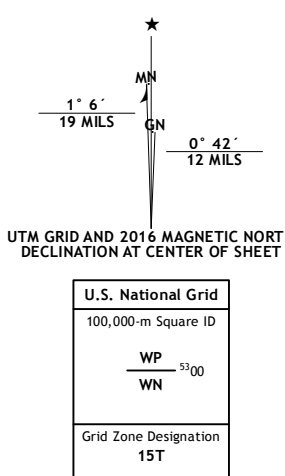 ★
MN
GN
1° 6´
19 MILS
0° 42´
12 MILS
UTM GRID AND 2016 MAGNETIC NORT
DECLINATION AT CENTER OF SHEET
U.S. National Grid
100,000-m Square ID
WP
5300
WN
Grid Zone Designation
15T